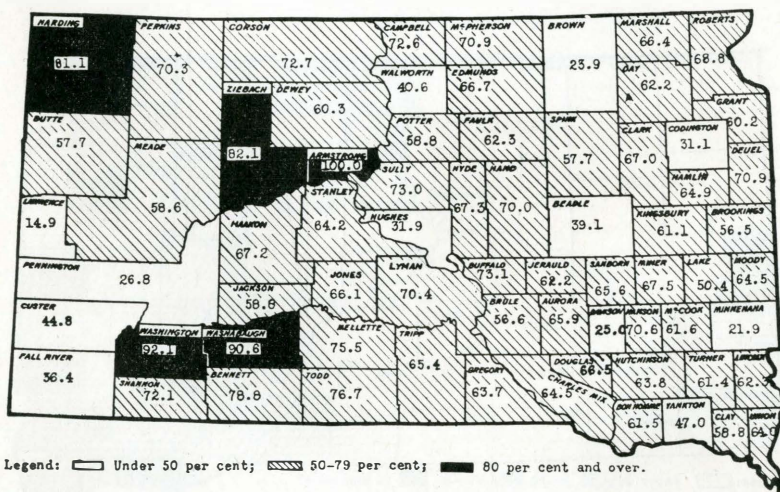 HARDING
81.1
PERKINS
70.3
CORSON
72.7
CAMPBELL
72.6
McPHERSON
70.9
BROWN
23.9
MARSHALL
66.4
ROBERTS
68.8
WALWORTH
40.6
EDMUNDS
66.7
DAY
62.2
ZIEBACH
82.1
DEWEY
60.3
BUTTE
57.7
MEADE
58.6
POTTER
58.8
FAULK
62.3
SPINK
57.7
CLARK
67.0
CODINGTON
31.1
GRANT
60.2
DEUEL
70.9
HAMLIN
64.9
ARMSTRONG
100.0
SULLY
73.0
HYDE
67.3
HAND
70.0
LAWRENCE
14.9
STANLEY
64.2
HUGHES
31.9
BEADLE
39.1
KINGSBURY
61.1
BROOKINGS
56.5
HAAKON
67.2
PENNINGTON
26.8
JACKSON
58.8
JONES
66.1
LYMAN
70.4
BUFFALO
73.1
JERAULD
62.2
SANBORN
65.6
MINER
67.5
LAKE
50.4
MOODY
64.5
CUSTER
44.8
WASHINGTON
92.1
WASHABAUGH
90.6
MELLETTE
75.5
TRIPP
65.4
BRULE
56.6
AURORA
65.9
DAVISON
25.0
HANSON
70.6
McCOOK
61.6
MINNEHAHA
21.9
FALL RIVER
36.4
SHANNON
72.1
BENNETT
78.8
TODD
76.7
GREGORY
63.7
CHARLES MIX
64.5
DOUGLAS
66.5
HUTCHINSON
63.8
TURNER
61.4
LINCOLN
62.3
BON HOMME
61.5
YANKTON
47.0
CLAY
58.8
UNION
64.0
Legend: Under 50 per cent; 50-79 per cent; 80 per cent and over.